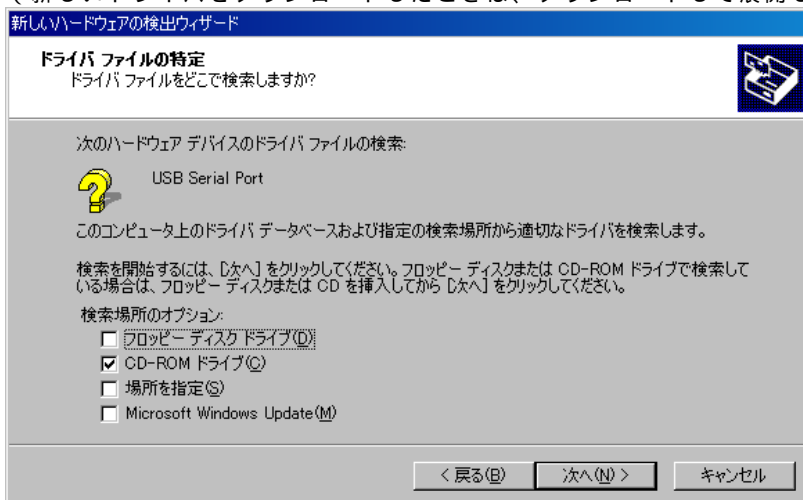 新しいハードウェアの検出ウィザード
ドライバ ファイルの特定
ドライバ ファイルをどこで検索しますか?
次のハードウェア デバイスのドライバ ファイルの検索:
USB Serial Port
このコンピュータ上のドライバ データベースおよび指定の検索場所から適切なドライバを検索します。
検索を開始するには、[次へ] をクリックしてください。フロッピー ディスクまたは CD-ROM ドライブで検索して
いる場合は、フロッピー ディスクまたは CD を挿入してから [次へ] をクリックしてください。
検索場所のオプション:
フロッピー ディスク ドライブ(D)
CD-ROM ドライブ(C)
場所を指定(S)
Microsoft Windows Update(M)
< 戻る(B)
次へ(N) >
キャンセル